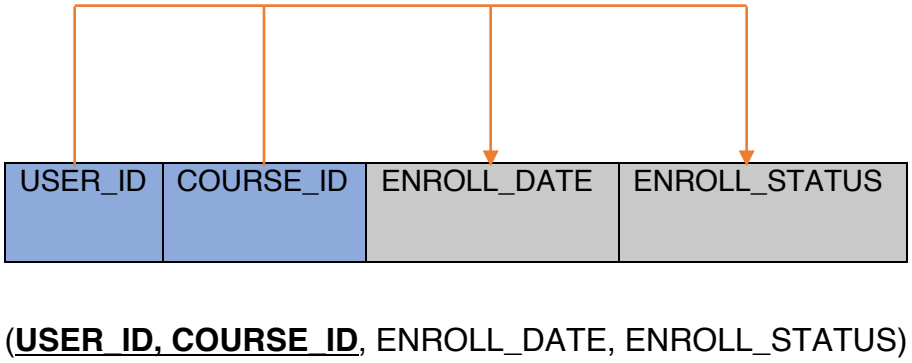 USER_ID COURSE_ID ENROLL_DATE ENROLL_STATUS
(USER_ID, COURSE_ID, ENROLL_DATE, ENROLL_STATUS)